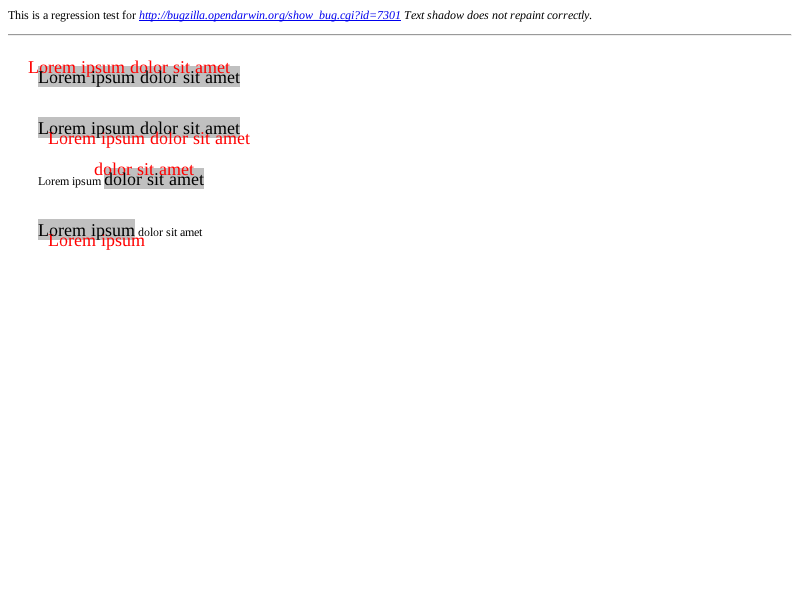 This is a regression test for http://bugzilla.opendarwin.org/show_bug.cgi?id=7301 Text shadow does not repaint correctly.
Lorem ipsum dolor sit amet
Lorem ipsum dolor sit amet
Lorem ipsum dolor sit amet
Lorem ipsum dolor sit amet
dolor sit amet
Lorem ipsum dolor sit amet
Lorem ipsum dolor sit amet
Lorem ipsum